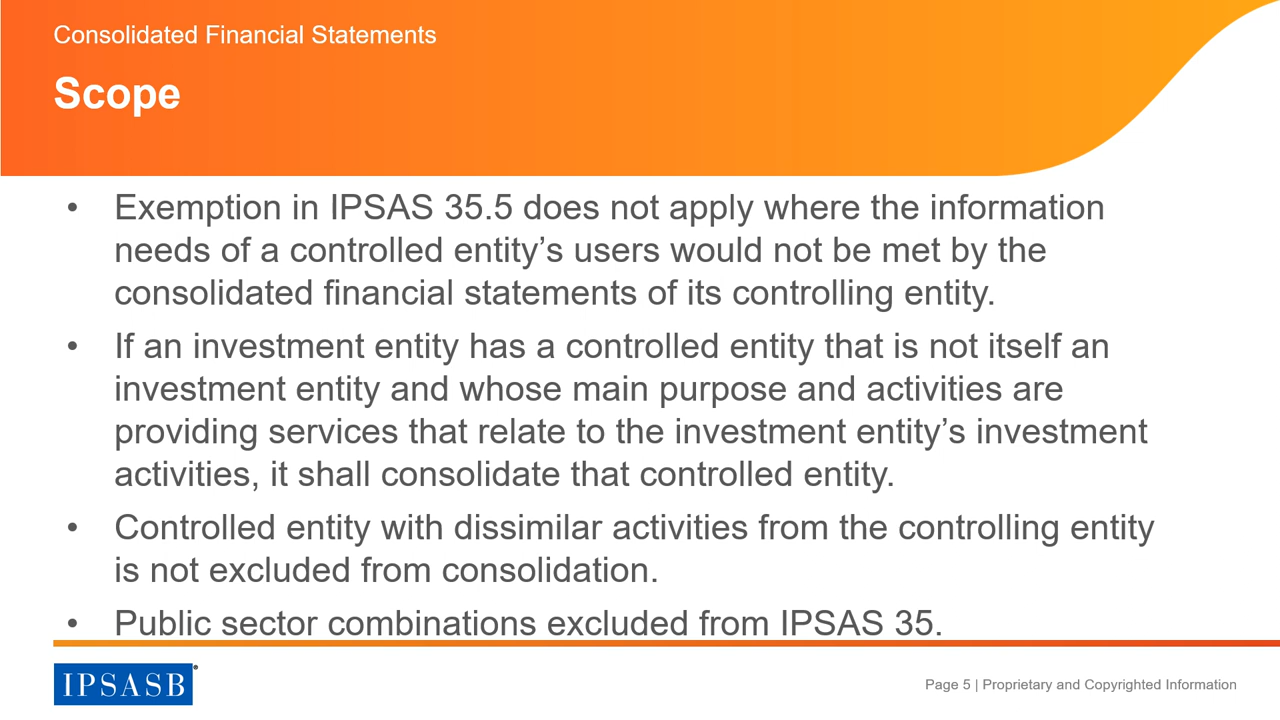 Consolidated Financial Statements
Scope
• Exemption in IPSAS 35.5 does not apply where the information
needs of a controlled entity’s users would not be met by the
consolidated financial statements of its controlling entity.
• If an investment entity has a controlled entity that is not itself an
investment entity and whose main purpose and activities are
providing services that relate to the investment entity’s investment
activities, it shall consolidate that controlled entity.
• Controlled entity with dissimilar activities from the controlling entity
is not excluded from consolidation.
• Public sector combinations excluded from IPSAS 35.
IPSASB®
Page 5 | Proprietary and Copyrighted Information